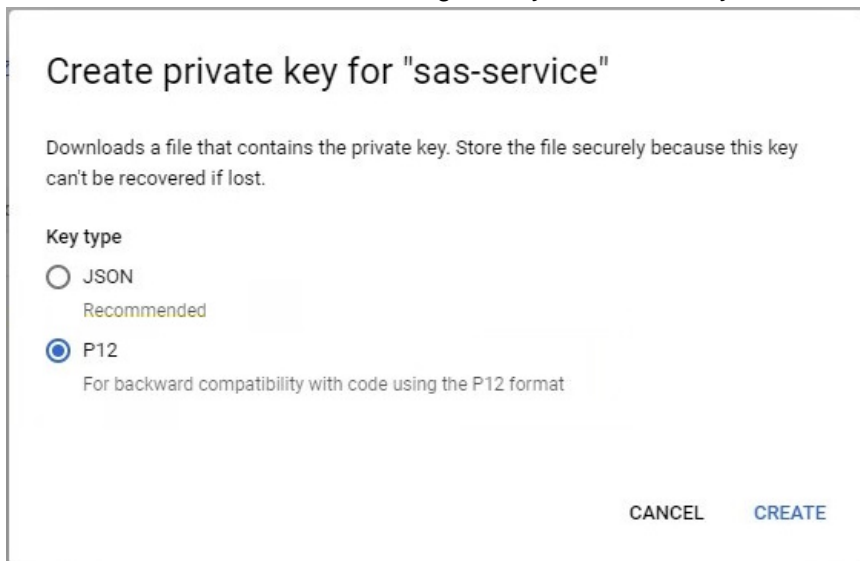 Create private key for "sas-service"
Downloads a file that contains the private key. Store the file securely because this key
can't be recovered if lost.
Key type
JSON
Recommended
P12
For backward compatibility with code using the P12 format
CANCEL CREATE